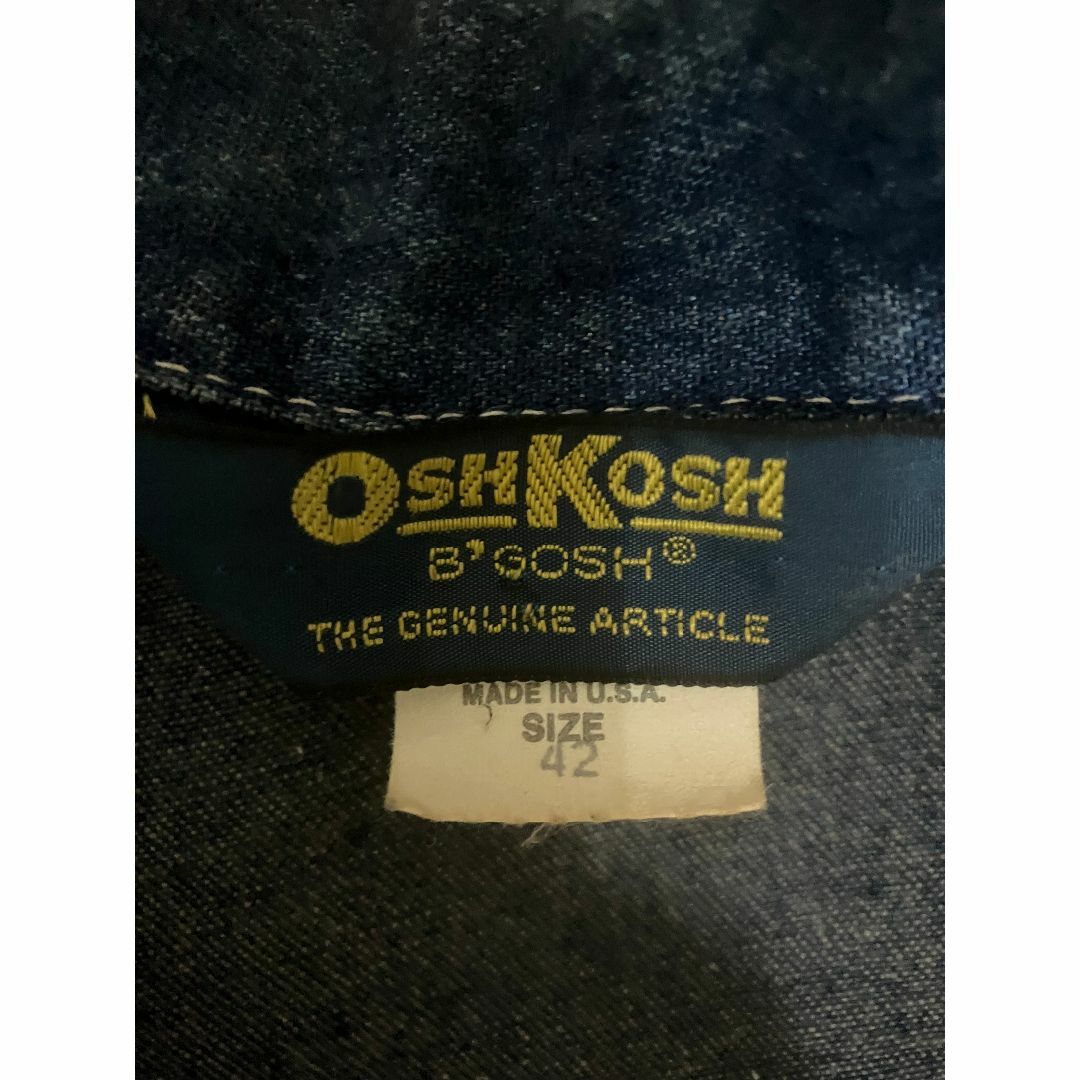 OSHKOSH
B'GOSH®
THE GENUINE ARTICLE
MADE IN U.S.A.
SIZE
42